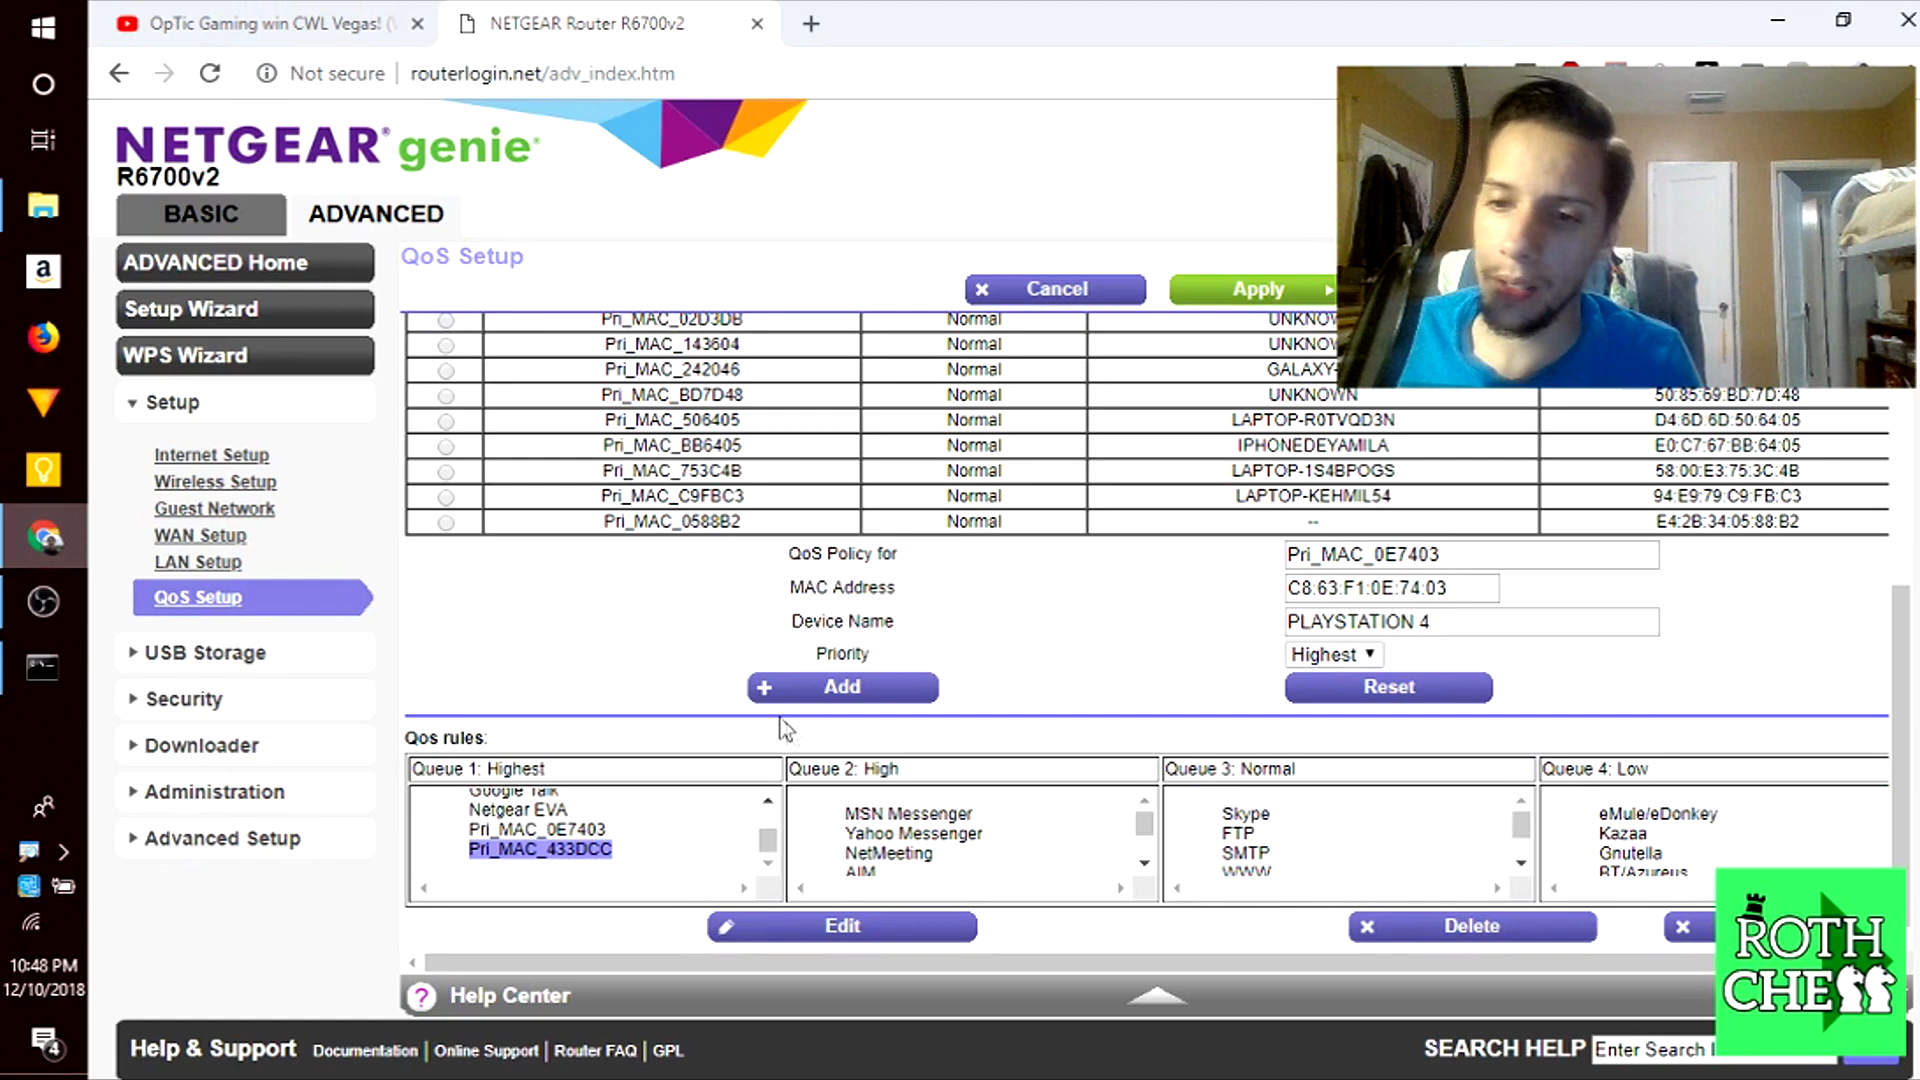 OpTic Gaming win CWL Vegas! (
NETGEAR Router R6700v2
Not secure
routerlogin.net/adv_index.htm
NETGEAR® genie®
R6700v2
BASIC
ADVANCED
ADVANCED Home
Setup Wizard
WPS Wizard
Setup
Internet Setup
Wireless Setup
Guest Network
WAN Setup
LAN Setup
QoS Setup
USB Storage
Security
Downloader
Administration
Advanced Setup
QoS Setup
Cancel
Apply
Pri_MAC_02D3DB Normal
Pri_MAC_143604 Normal
Pri_MAC_242046 Normal
Pri_MAC_BD7D48 Normal UNKNOWN 50:85:69:BD:7D:48
Pri_MAC_506405 Normal LAPTOP-R0TVQD3N D4:6D:6D:50:64:05
Pri_MAC_BB6405 Normal IPHONEDEYAMILA E0:C7:67:BB:64:05
Pri_MAC_753C4B Normal LAPTOP-1S4BPOGS 58:00:E3:75:3C:4B
Pri_MAC_C9FBC3 Normal LAPTOP-KEHMIL54 94:E9:79:C9:FB:C3
Pri_MAC_0588B2 Normal -- E4:2B:34:05:88:B2
QoS Policy for Pri_MAC_0E7403
MAC Address C8:63:F1:0E:74:03
Device Name PLAYSTATION 4
Priority Highest
Add
Reset
Qos rules:
Queue 1: Highest
Google Talk
Netgear EVA
Pri_MAC_0E7403
Pri_MAC_433DCC
Queue 2: High
MSN Messenger
Yahoo Messenger
NetMeeting
AIM
Queue 3: Normal
Skype
FTP
SMTP
WWW
Queue 4: Low
eMule/eDonkey
Kazaa
Gnutella
BT/Azureus
Edit
Delete
Help Center
Help & Support
Documentation | Online Support | Router FAQ | GPL
SEARCH HELP
Enter Search
10:48 PM
12/10/2018
4
ROTH
CHESS